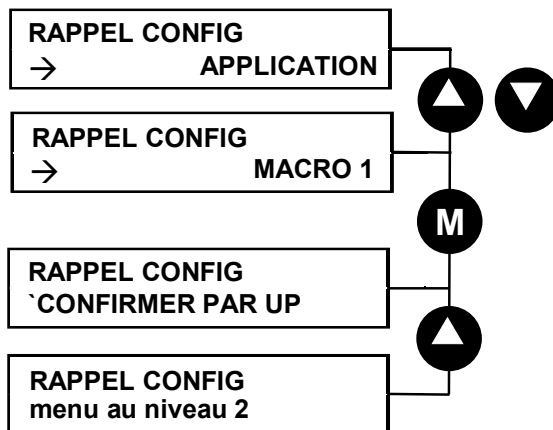 RAPPEL CONFIG
→ APPLICATION
RAPPEL CONFIG
→ MACRO 1
M
RAPPEL CONFIG
`CONFIRMER PAR UP
RAPPEL CONFIG
menu au niveau 2